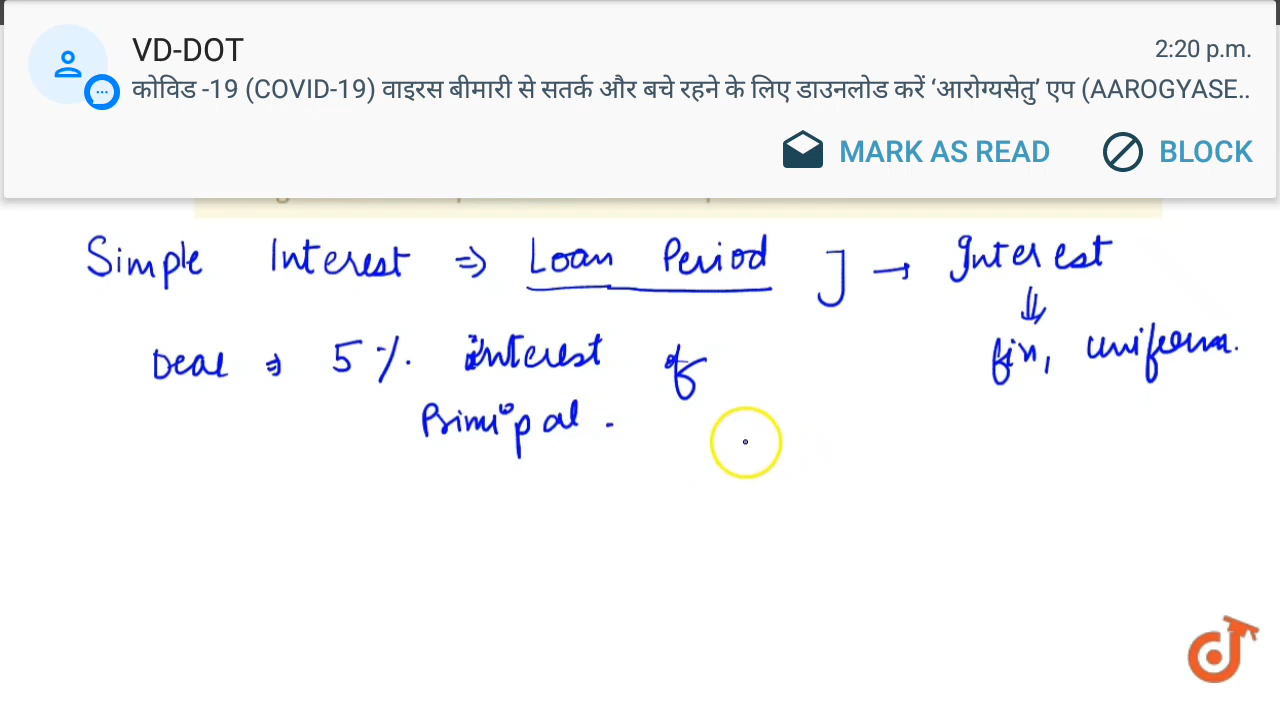 VD-DOT 2:20 p.m.
कोविड -19 (COVID-19) वाइरस बीमारी से सतर्क और बचे रहने के लिए डाउनलोड करें ‘आरोग्यसेतु’ एप (AAROGYASE..
MARK AS READ BLOCK
Simple Interest ⇒ Loan Period ] → Interest
⇓
Deal ⇒ 5% interest of fix, uniform.
Principal.